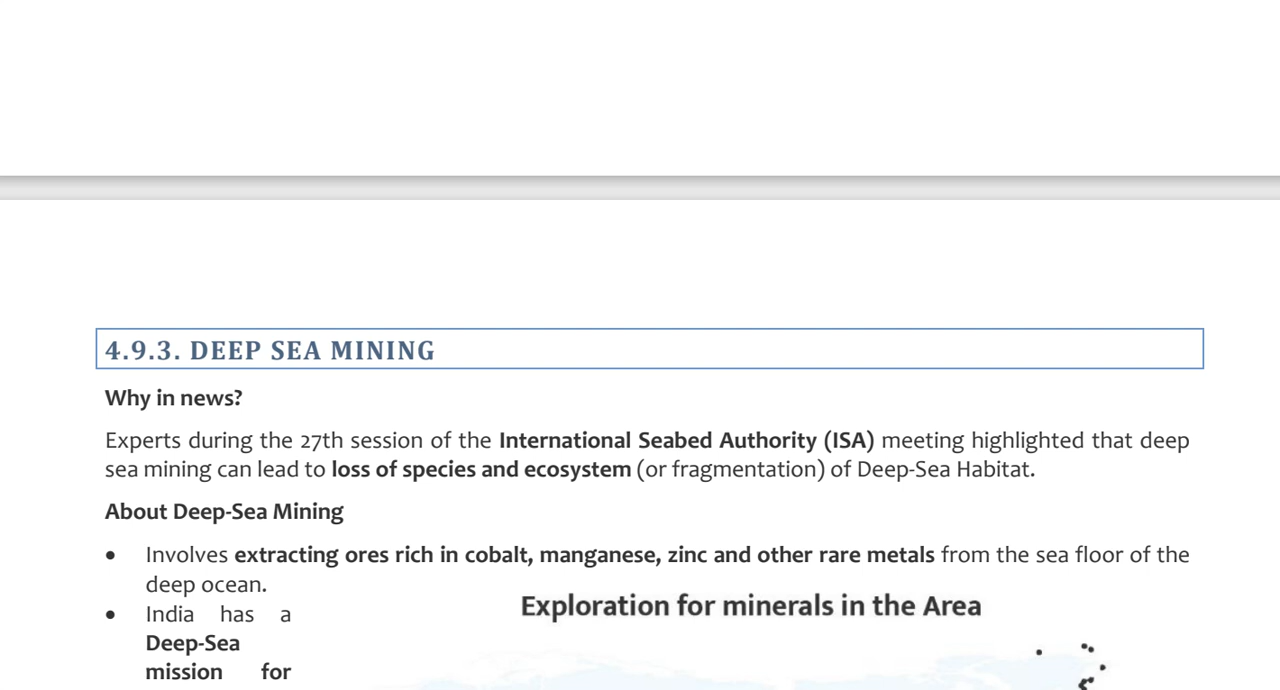 4.9.3. DEEP SEA MINING
Why in news?
Experts during the 27th session of the International Seabed Authority (ISA) meeting highlighted that deep
sea mining can lead to loss of species and ecosystem (or fragmentation) of Deep-Sea Habitat.
About Deep-Sea Mining
• Involves extracting ores rich in cobalt, manganese, zinc and other rare metals from the sea floor of the
deep ocean.
• India has a
Deep-Sea
mission for
Exploration for minerals in the Area